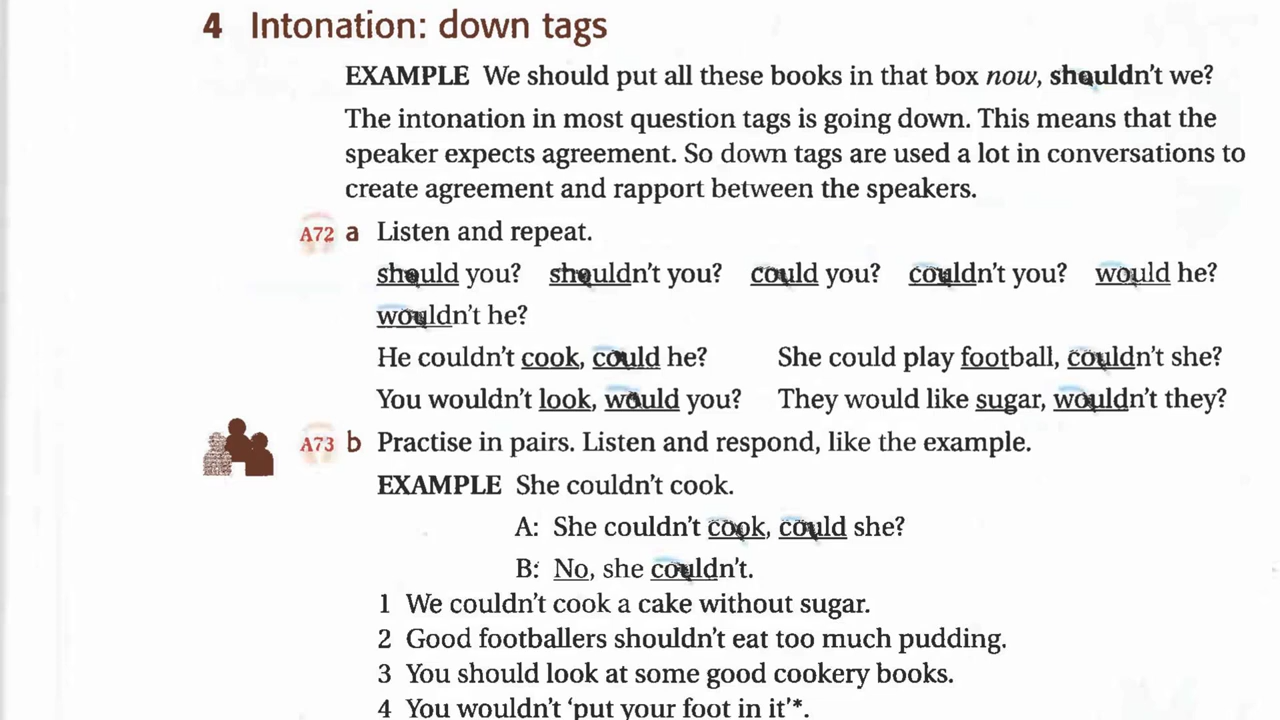 4 Intonation: down tags
EXAMPLE We should put all these books in that box now, shouldn't we?
The intonation in most question tags is going down. This means that the
speaker expects agreement. So down tags are used a lot in conversations to
create agreement and rapport between the speakers.
A72 a Listen and repeat.
should you? shouldn't you? could you? couldn't you? would he?
wouldn't he?
He couldn't cook, could he? She could play football, couldn't she?
You wouldn't look, would you? They would like sugar, wouldn't they?
A73 b Practise in pairs. Listen and respond, like the example.
EXAMPLE She couldn't cook.
A: She couldn't cook, could she?
B: No, she couldn't.
1 We couldn't cook a cake without sugar.
2 Good footballers shouldn't eat too much pudding.
3 You should look at some good cookery books.
4 You wouldn't 'put your foot in it'*.